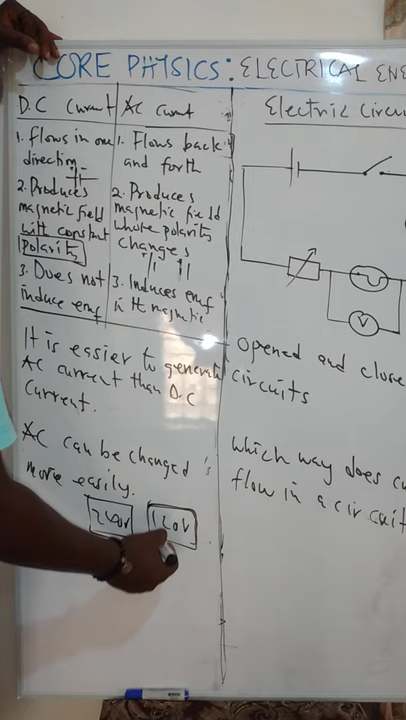 CORE PHYSICS: ELECTRICAL ENE
D.C Current
1. Flows in one
direction
2. Produces
magnetic field
with constant
polarity
3. Does not
induce emf
AC Current
1. Flows back
and forth
2. Produces
magnetic field
whose polarity
changes
3. Induces emf
in it magnetic
It is easier to generate
AC current than D.C
Current.
AC can be changed
more easily.
240V 120V
Electric Circui
V
Opened and close
circuits
which way does cu
flow in a circuit